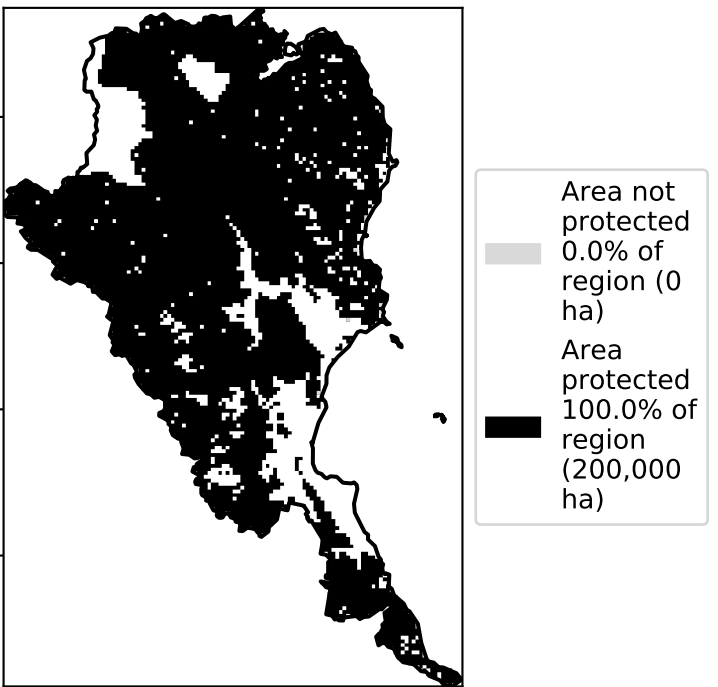 Area not
protected
0.0% of
region (0
ha)
Area
protected
100.0% of
region
(200,000
ha)